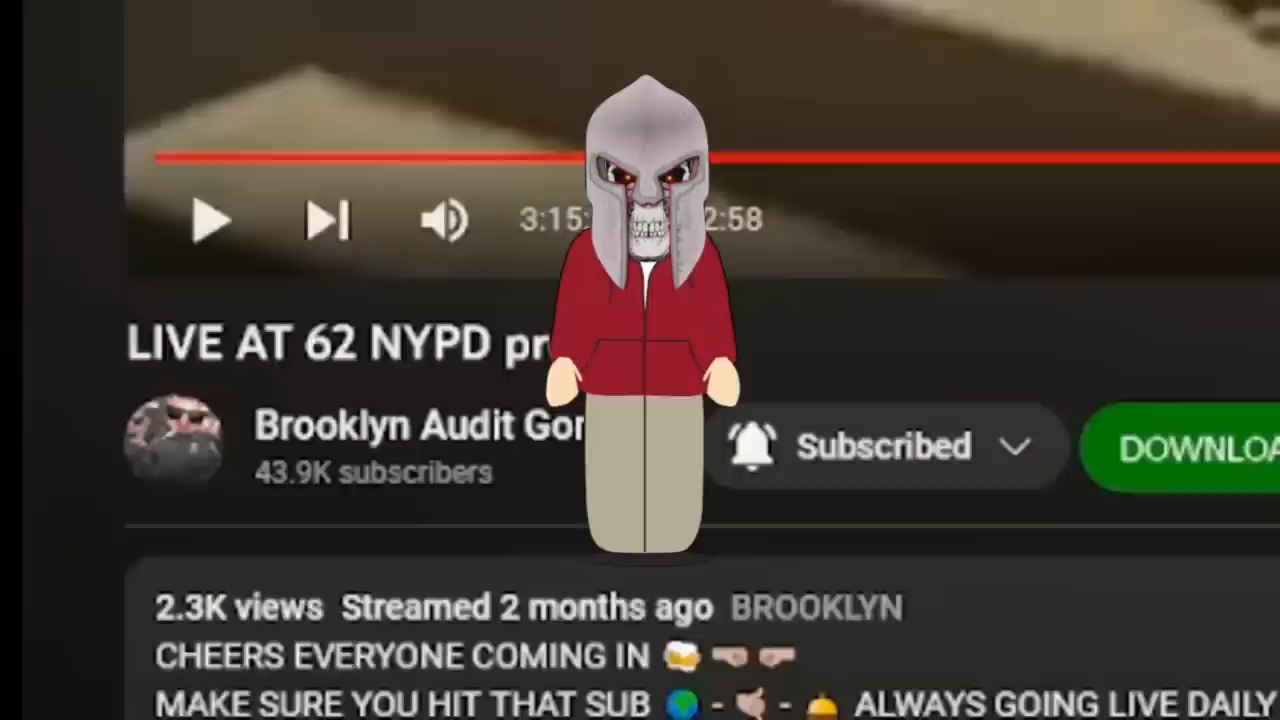 3:15: 2:58
LIVE AT 62 NYPD pr
Brooklyn Audit Gor
43.9K subscribers
Subscribed
DOWNLOA
2.3K views Streamed 2 months ago BROOKLYN
CHEERS EVERYONE COMING IN 🍻 🤜 🤛
MAKE SURE YOU HIT THAT SUB 🌎 - 🤙 - 🛎 ALWAYS GOING LIVE DAILY